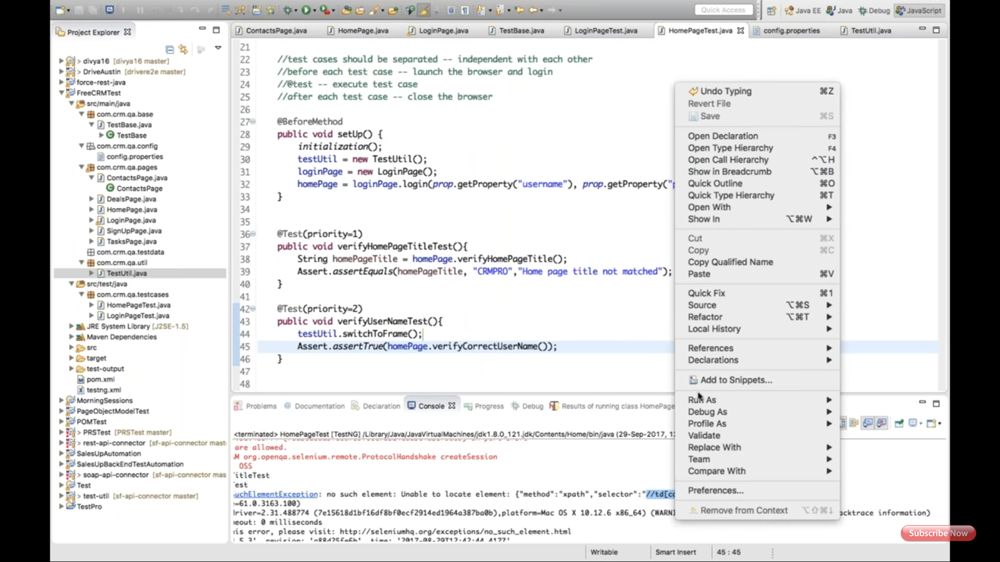 Quick Access
Java EE
Java
Debug
JavaScript
Project Explorer
ContactsPage.java
HomePage.java
LoginPage.java
TestBase.java
LoginPageTest.java
HomePageTest.java
config.properties
TestUtil.java
> divya16 [divya16 master]
> DriveAustin [drivere2e master]
force-rest-java
FreeCRMTest
src/main/java
com.crm.qa.base
TestBase.java
TestBase
com.crm.qa.config
config.properties
com.crm.qa.pages
ContactsPage.java
ContactsPage
DealsPage.java
HomePage.java
LoginPage.java
SignUpPage.java
TasksPage.java
com.crm.qa.testdata
com.crm.qa.util
TestUtil.java
src/test/java
com.crm.qa.testcases
HomePageTest.java
LoginPageTest.java
JRE System Library [J2SE-1.5]
Maven Dependencies
src
target
test-output
pom.xml
testng.xml
MorningSessions
PageObjectModelTest
POMTest
> PRSTest [PRSTest master]
> rest-api-connector [sf-api-connector mast
SalesUpAutomation
SalesUpBackEndTestAutomation
> soap-api-connector [sf-api-connector mas
Test
> test-util [sf-api-connector master]
TestPro
21
22 //test cases should be separated -- independent with each other
23 //before each test case -- launch the browser and login
24 //@test -- execute test case
25 //after each test case -- close the browser
26
27 @BeforeMethod
28 public void setUp() {
29 initialization();
30 testUtil = new TestUtil();
31 loginPage = new LoginPage();
32 homePage = loginPage.login(prop.getProperty("username"), prop.getProperty("p
33 }
34
35
36 @Test(priority=1)
37 public void verifyHomePageTitleTest(){
38 String homePageTitle = homePage.verifyHomePageTitle();
39 Assert.assertEquals(homePageTitle, "CRMPRO","Home page title not matched");
40 }
41
42 @Test(priority=2)
43 public void verifyUserNameTest(){
44 testUtil.switchToFrame();
45 Assert.assertTrue(homePage.verifyCorrectUserName());
46 }
47
48
Undo Typing ⌘Z
Revert File
Save ⌘S
Open Declaration F3
Open Type Hierarchy F4
Open Call Hierarchy ^⌥H
Show in Breadcrumb ⌥⌘B
Quick Outline ⌘O
Quick Type Hierarchy ⌘T
Open With
Show In ⌥⌘W
Cut ⌘X
Copy ⌘C
Copy Qualified Name
Paste ⌘V
Quick Fix ⌘1
Source ⌥⌘S
Refactor ⌥⌘T
Local History
References
Declarations
Add to Snippets...
Run As
Debug As
Profile As
Validate
Replace With
Team
Compare With
Preferences...
Remove from Context ⌥⇧⌘↓
Problems
@ Documentation
Declaration
Console
Progress
Debug
Results of running class HomePage
<terminated> HomePageTest [TestNG] /Library/Java/JavaVirtualMachines/jdk1.8.0_121.jdk/Contents/Home/bin/java (29-Sep-2017, 12
are allowed.
M org.openqa.selenium.remote.ProtocolHandshake createSession
OSS
itleTest
est
uchElementException: no such element: Unable to locate element: {"method":"xpath","selector":"//td[co
=61.0.3163.100)
driver=2.31.488774 (7e15618d1bf16df8bf0ecf2914ed1964a387ba0b),platform=Mac OS X 10.12.6 x86_64) (WARN
acktrace information)
eout: 0 milliseconds
is error, please visit: http://seleniumhq.org/exceptions/no_such_element.html
Subscribe Now
Writable
Smart Insert
45 : 45